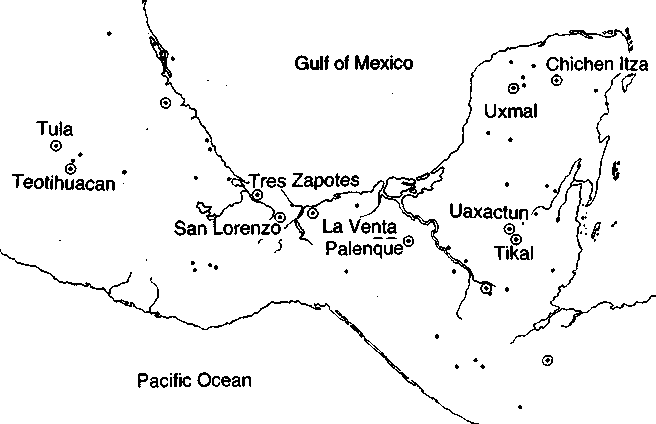 Gulf of Mexico
Chichen Itza
Uxmal
Tula
Teotihuacan
Tres Zapotes
San Lorenzo
La Venta
Palenque
Uaxactun
Tikal
Pacific Ocean